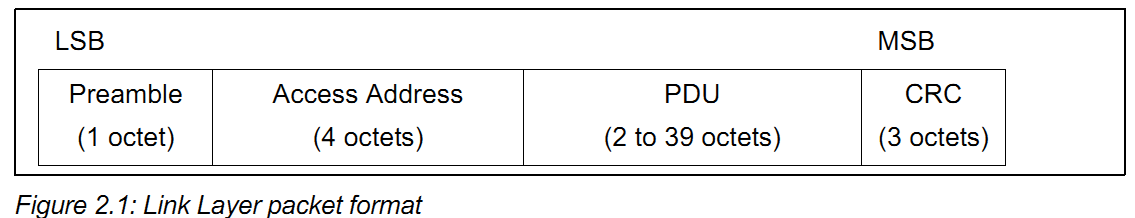 LSB MSB
Preamble Access Address PDU CRC
(1 octet) (4 octets) (2 to 39 octets) (3 octets)
Figure 2.1: Link Layer packet format